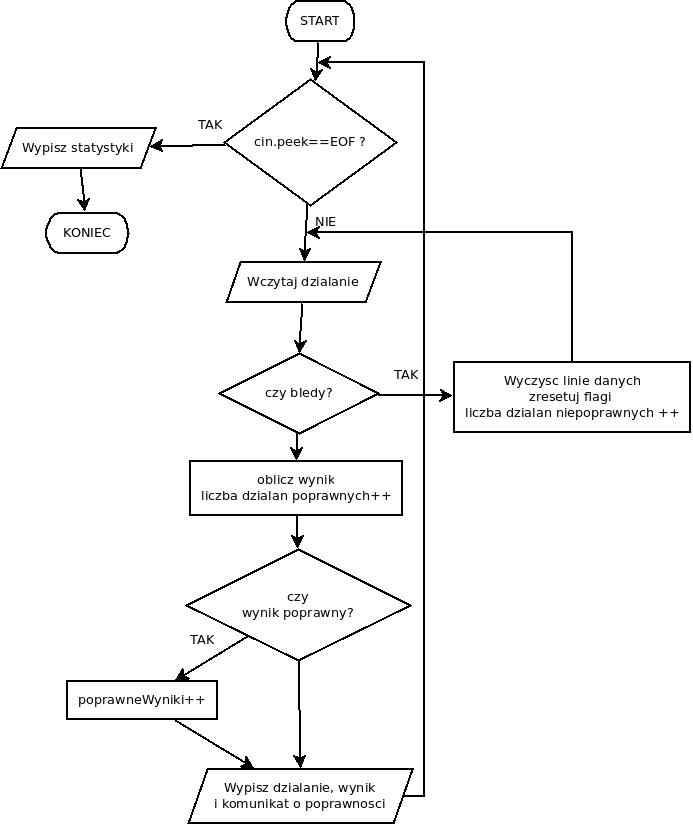 START
cin.peek==EOF ?
TAK
Wypisz statystyki
KONIEC
NIE
Wczytaj dzialanie
czy bledy?
TAK
Wyczysc linie danych
zresetuj flagi
liczba dzialan niepoprawnych ++
oblicz wynik
liczba dzialan poprawnych++
czy
wynik poprawny?
TAK
poprawneWyniki++
Wypisz dzialanie, wynik
i komunikat o poprawnosci